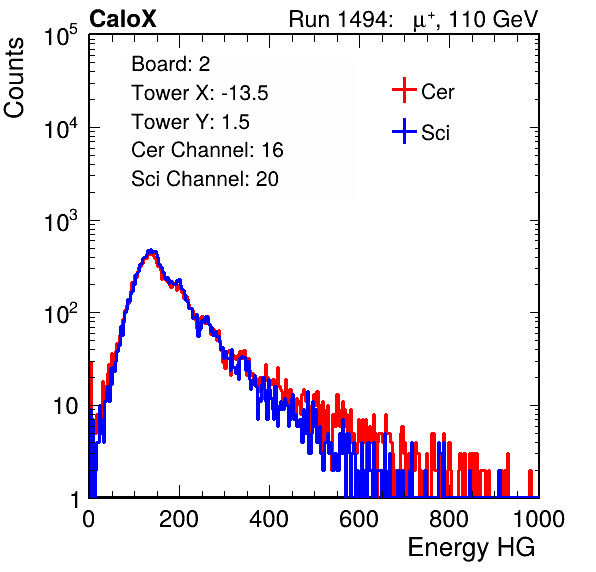 CaloX Run 1494: μ⁺, 110 GeV
Counts
10⁵
10⁴
10³
10²
10
1
Board: 2
Tower X: -13.5
Tower Y: 1.5
Cer Channel: 16
Sci Channel: 20
Cer
Sci
0 200 400 600 800 1000
Energy HG